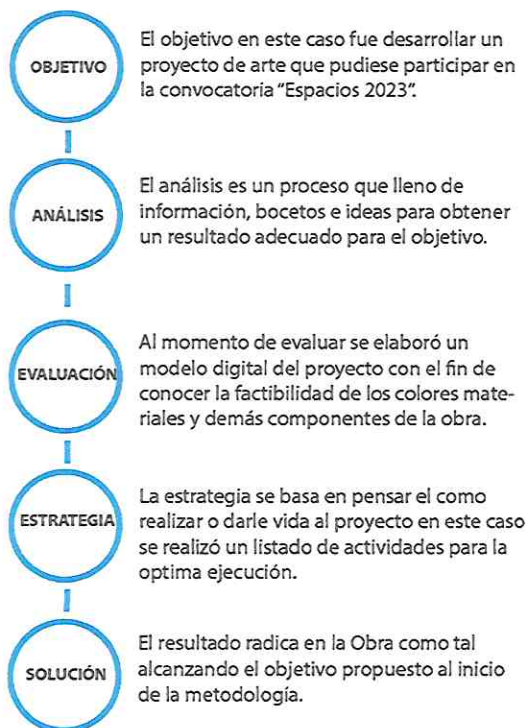 OBJETIVO
El objetivo en este caso fue desarrollar un
proyecto de arte que pudiese participar en
la convocatoria "Espacios 2023".
ANÁLISIS
El análisis es un proceso que lleno de
información, bocetos e ideas para obtener
un resultado adecuado para el objetivo.
EVALUACIÓN
Al momento de evaluar se elaboró un
modelo digital del proyecto con el fin de
conocer la factibilidad de los colores mate-
riales y demás componentes de la obra.
ESTRATEGIA
La estrategia se basa en pensar el como
realizar o darle vida al proyecto en este caso
se realizó un listado de actividades para la
optima ejecución.
SOLUCIÓN
El resultado radica en la Obra como tal
alcanzando el objetivo propuesto al inicio
de la metodología.